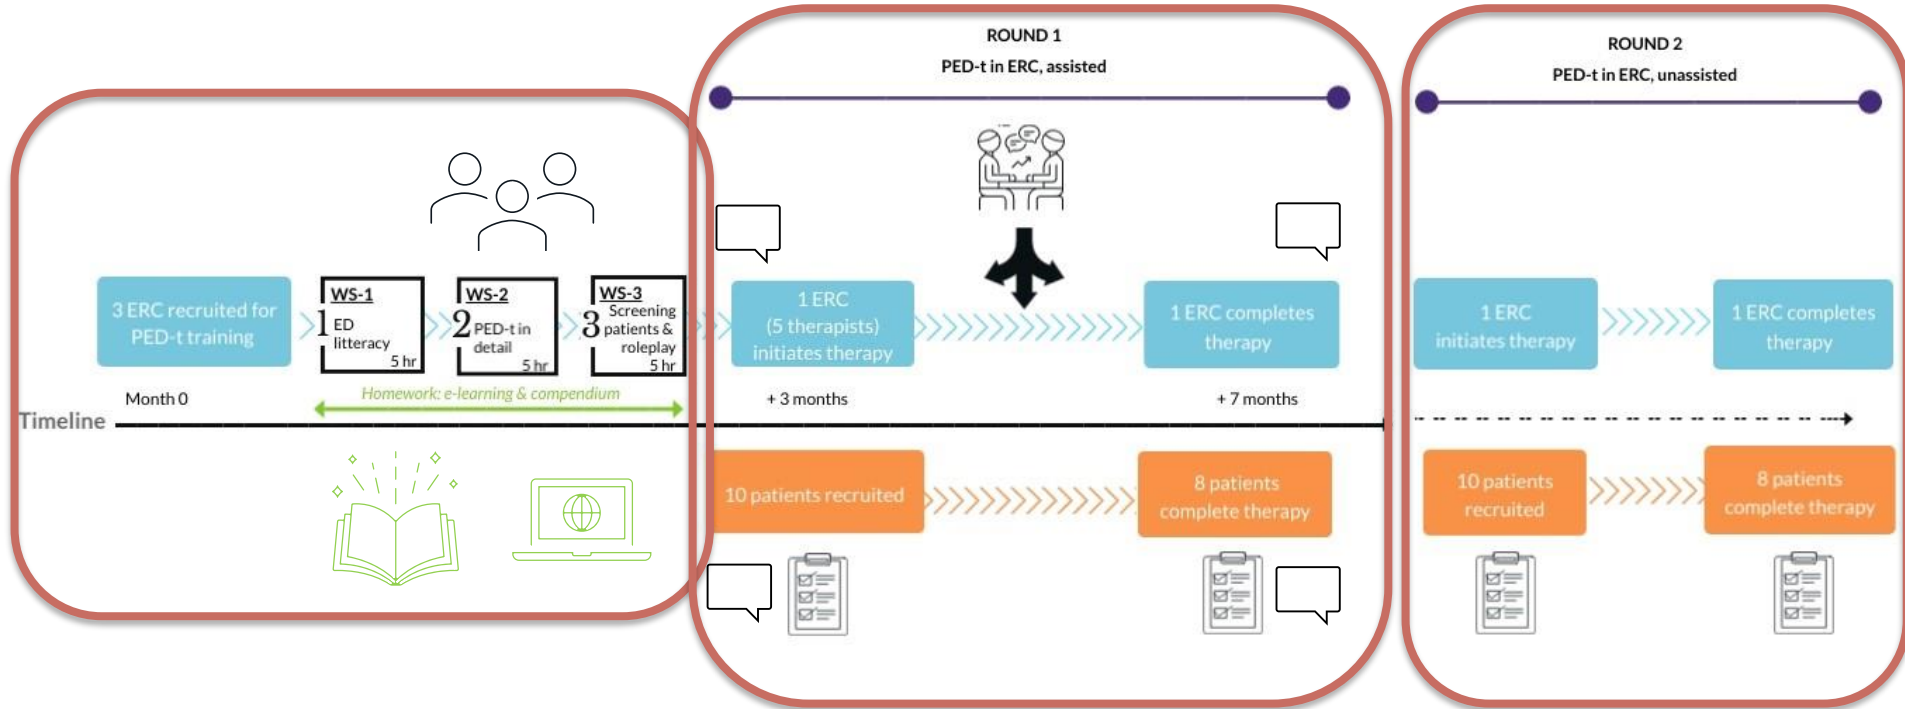 ROUND 1
PED-t in ERC, assisted
ROUND 2
PED-t in ERC, unassisted
3 ERC recruited for
PED-t training
WS-1
1 ED
litteracy
5 hr
WS-2
2 PED-t in
detail
5 hr
WS-3
Screening
3 patients &
roleplay
5 hr
1 ERC
(5 therapists)
initiates therapy
1 ERC completes
therapy
1 ERC
initiates therapy
1 ERC completes
therapy
Month 0
Homework: e-learning & compendium
+ 3 months
+ 7 months
Timeline
10 patients recruited
8 patients
complete therapy
10 patients
recruited
8 patients
complete therapy